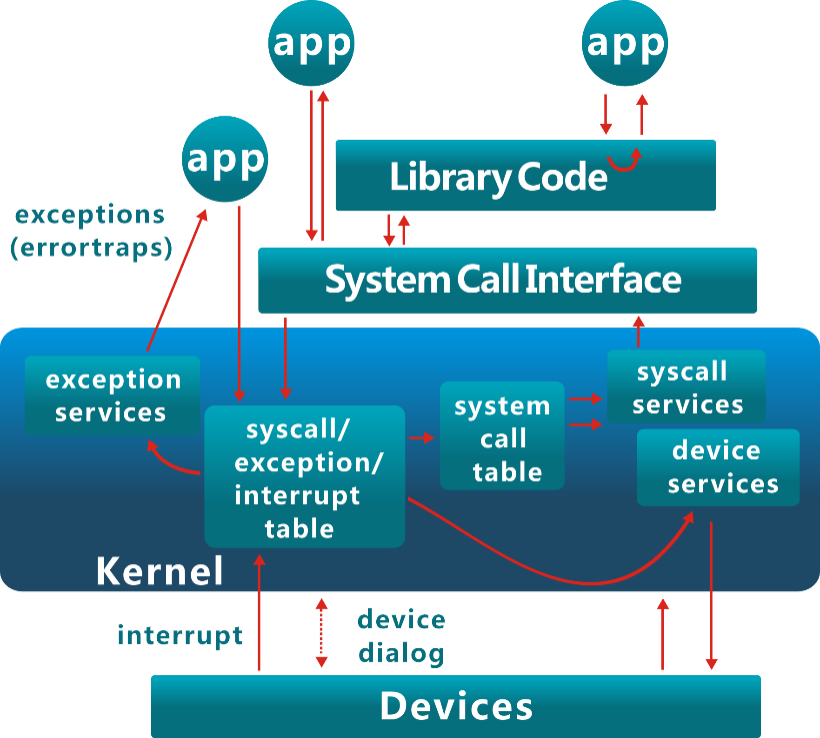 app
app
app
Library Code
exceptions
(errortraps)
System Call Interface
exception
services
syscall/
exception/
interrupt
table
system
call
table
syscall
services
device
services
Kernel
interrupt
device
dialog
Devices